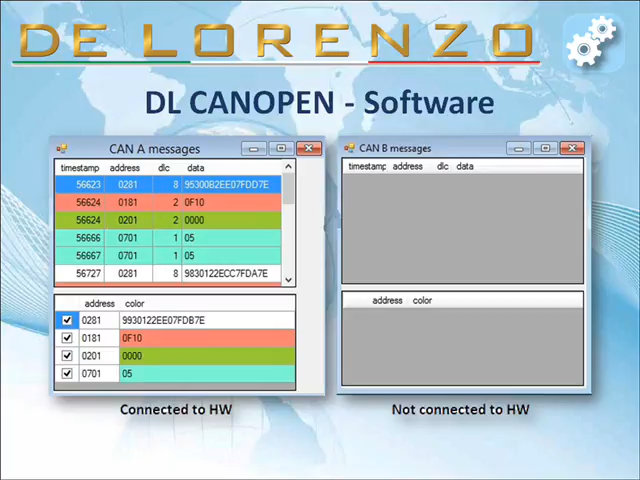 DE LORENZO
DL CANOPEN - Software
CAN A messages
timestamp address dlc data
56623 0281 8 95300B2EE07FDD7E
56624 0181 2 0F10
56624 0201 2 0000
56666 0701 1 05
56667 0701 1 05
56727 0281 8 9830122ECC7FDA7E
address color
0281 9930122EE07FDB7E
0181 0F10
0201 0000
0701 05
Connected to HW
CAN B messages
timestamp address dlc data
address color
Not connected to HW